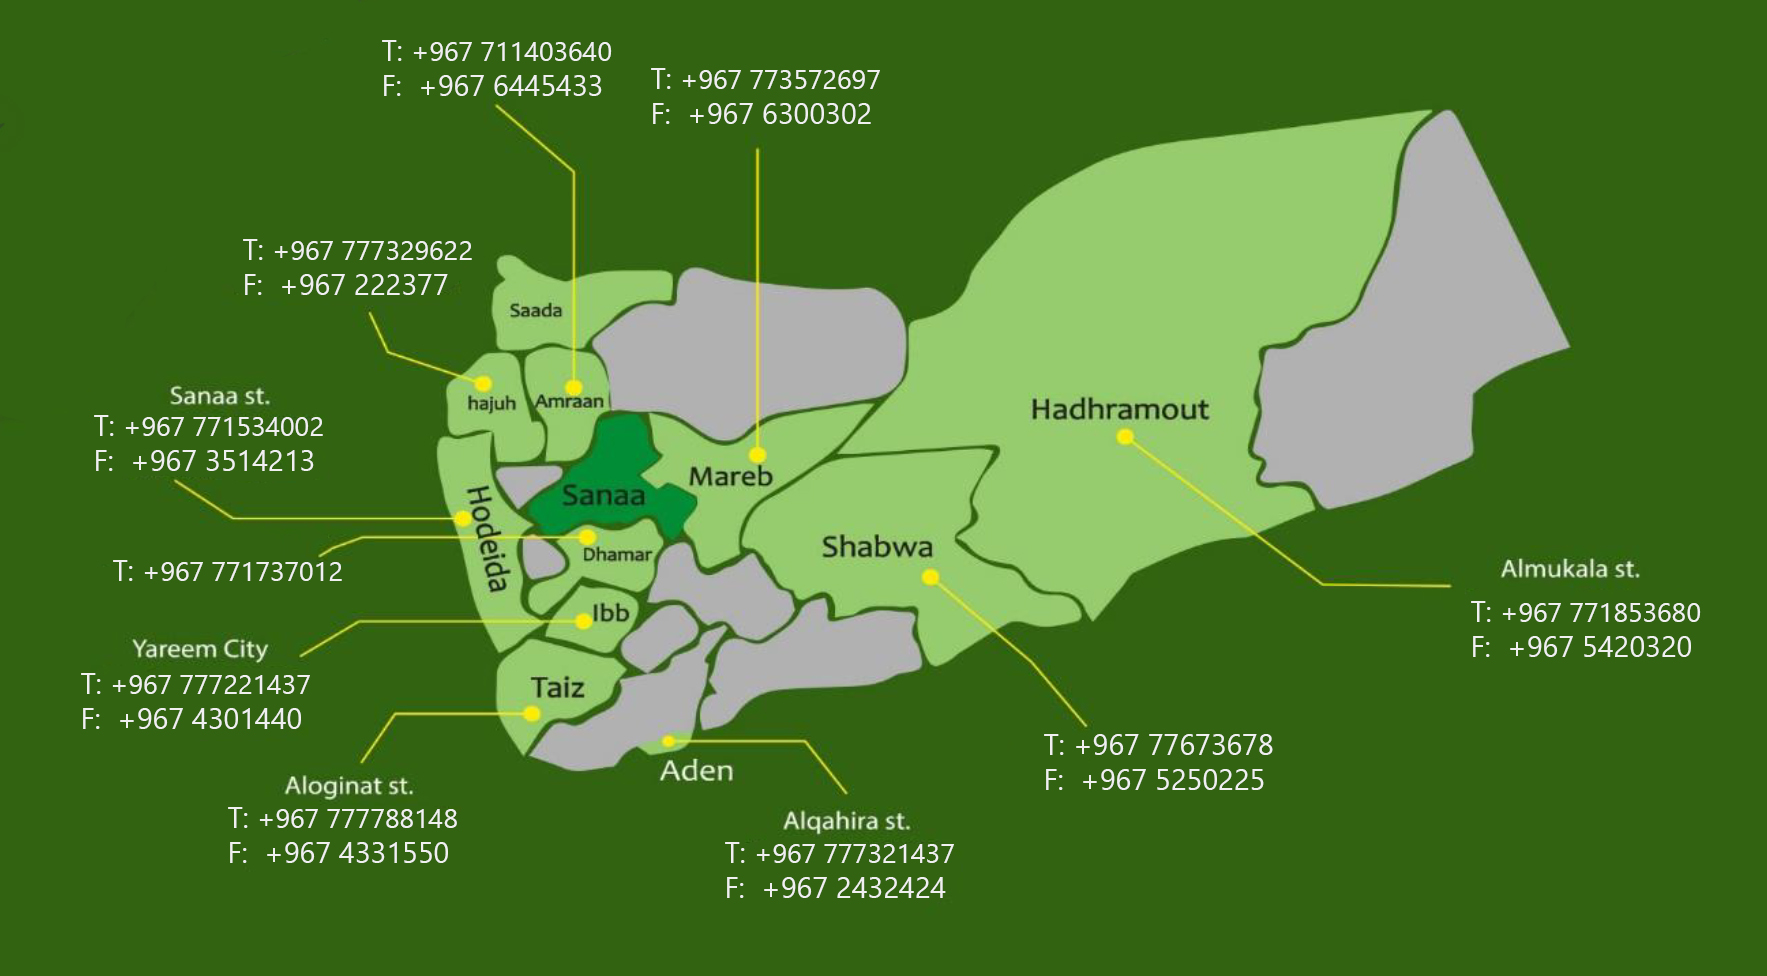 T: +967 711403640
F: +967 6445433
T: +967 773572697
F: +967 6300302
T: +967 777329622
F: +967 222377
Saada
hajuh
Amraan
Sanaa st.
T: +967 771534002
F: +967 3514213
Hadhramout
Mareb
Sanaa
Hodeida
Shabwa
Dhamar
T: +967 771737012
Almukala st.
T: +967 771853680
F: +967 5420320
Ibb
Yareem City
T: +967 777221437
F: +967 4301440
Taiz
T: +967 77673678
F: +967 5250225
Aden
Aloginat st.
T: +967 777788148
F: +967 4331550
Alqahira st.
T: +967 777321437
F: +967 2432424